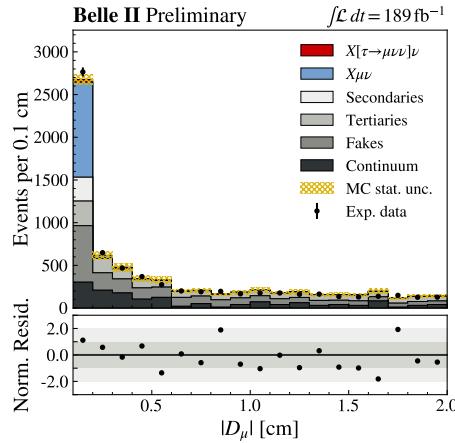 Belle II Preliminary
∫ℒ dt = 189 fb⁻¹
Events per 0.1 cm
3000
2500
2000
1500
1000
500
0
X[τ→μνν]ν
Xμν
Secondaries
Tertiaries
Fakes
Continuum
MC stat. unc.
Exp. data
Norm. Resid.
2.0
0.0
-2.0
0.5
1.0
1.5
2.0
|Dμ| [cm]